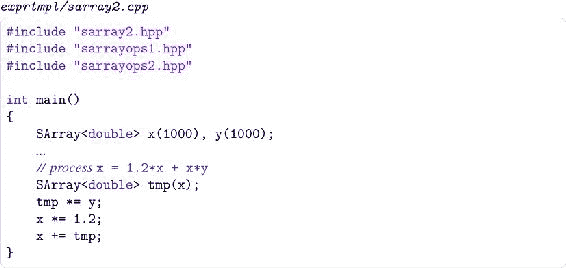 exprtmpl/sarray2.cpp
#include "sarray2.hpp"
#include "sarrayops1.hpp"
#include "sarrayops2.hpp"
int main()
{
SArray<double> x(1000), y(1000);
...
// process x = 1.2*x + x*y
SArray<double> tmp(x);
tmp *= y;
x *= 1.2;
x += tmp;
}